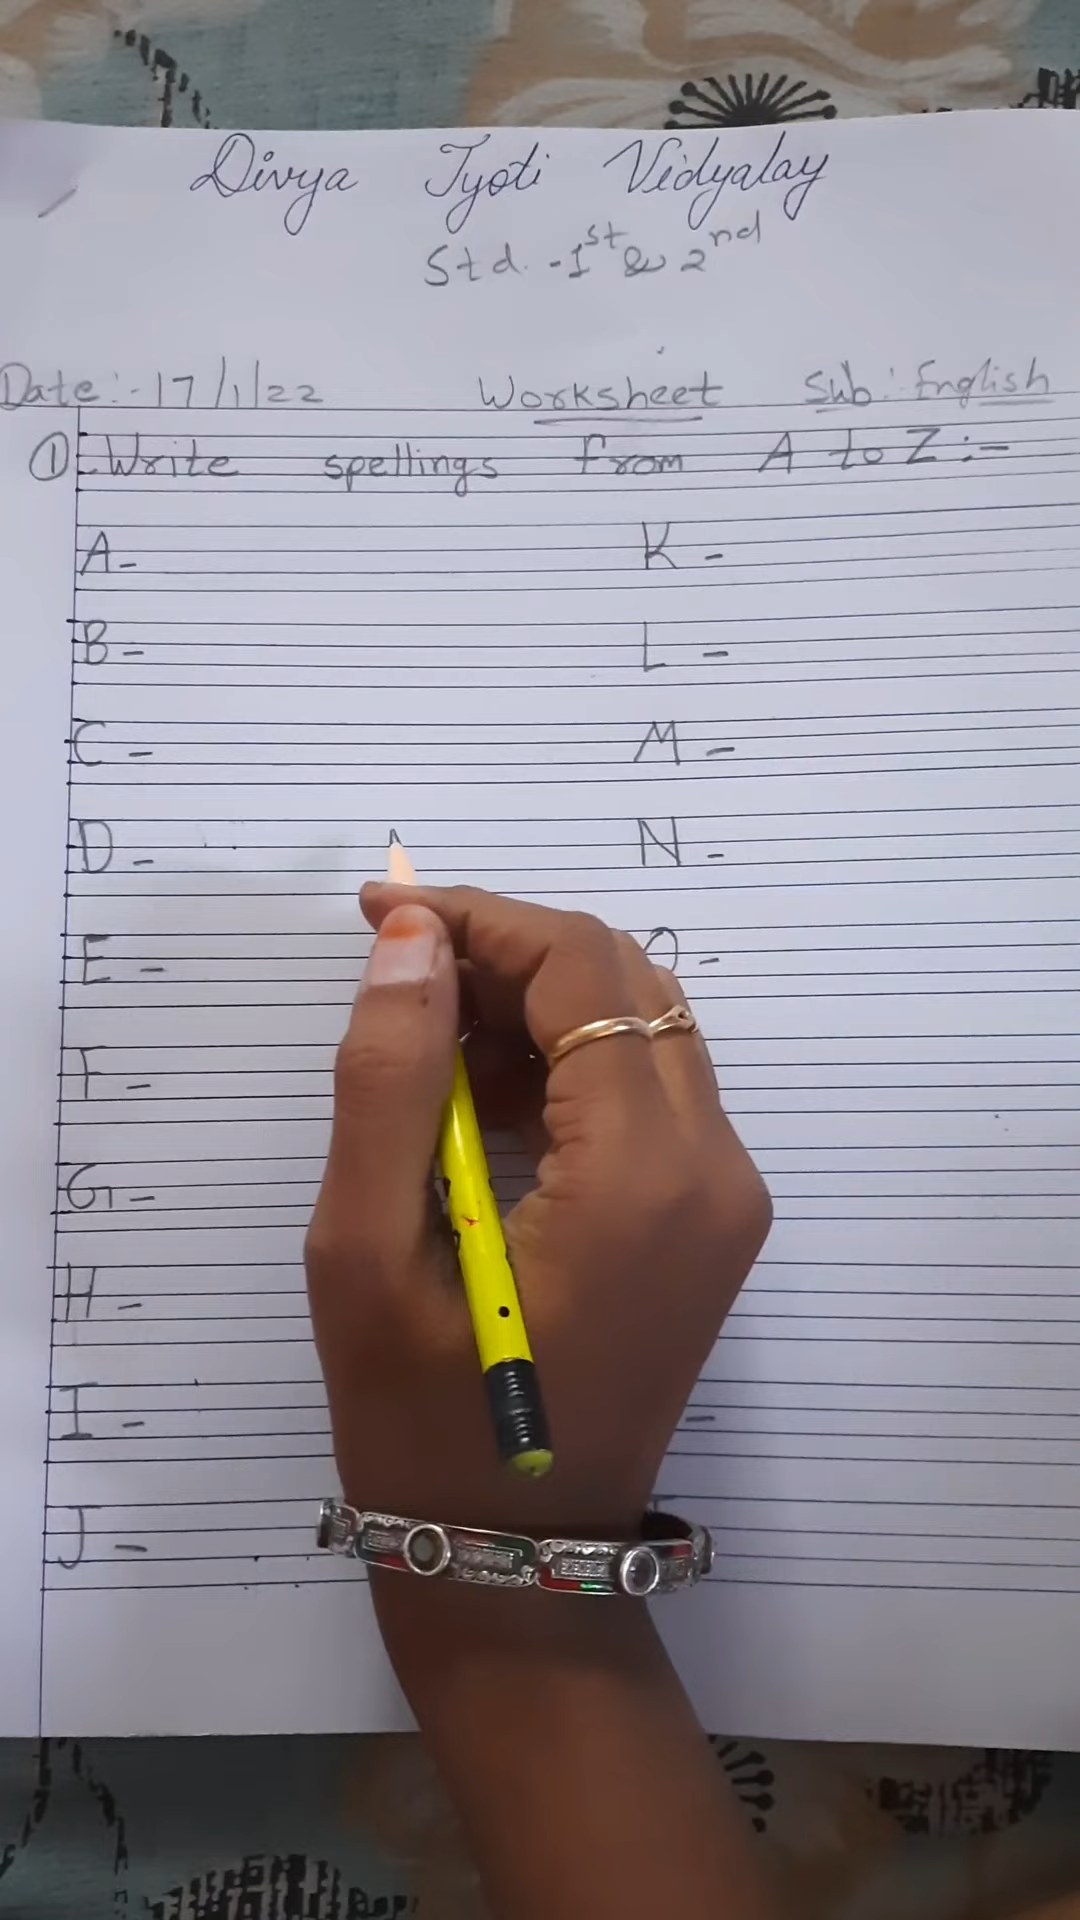 Divya Jyoti Vidyalay
Std. - 1st & 2nd
Date :- 17/1/22 Worksheet Sub : English
① Write spellings from A to Z :-
A - K -
B - L -
C - M -
D - N -
E - O -
F -
G -
H -
I - -
J -